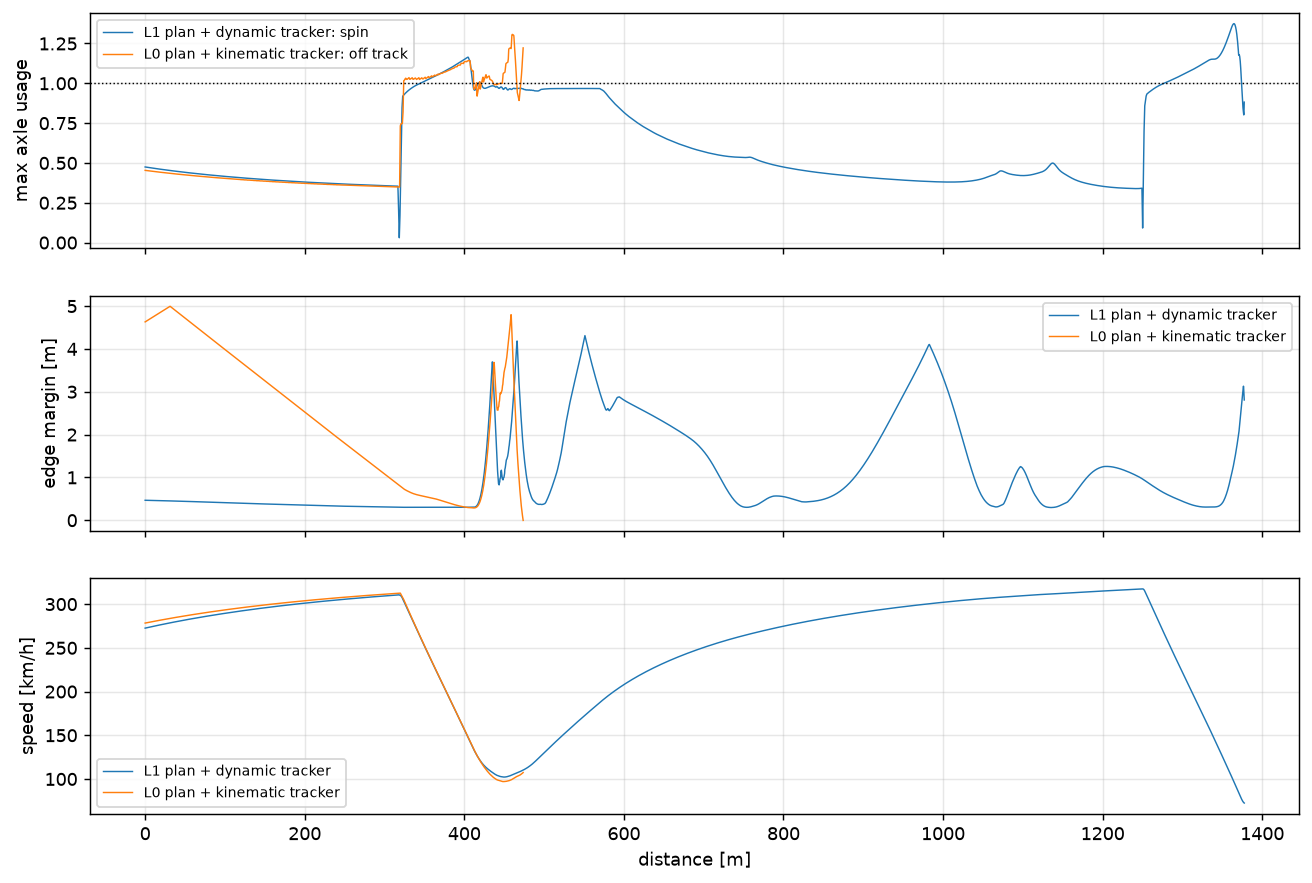 L1 plan + dynamic tracker: spin
L0 plan + kinematic tracker: off track
max axle usage
1.25
1.00
0.75
0.50
0.25
0.00
L1 plan + dynamic tracker
L0 plan + kinematic tracker
edge margin [m]
5
4
3
2
1
0
L1 plan + dynamic tracker
L0 plan + kinematic tracker
speed [km/h]
300
250
200
150
100
0 200 400 600 800 1000 1200 1400
distance [m]